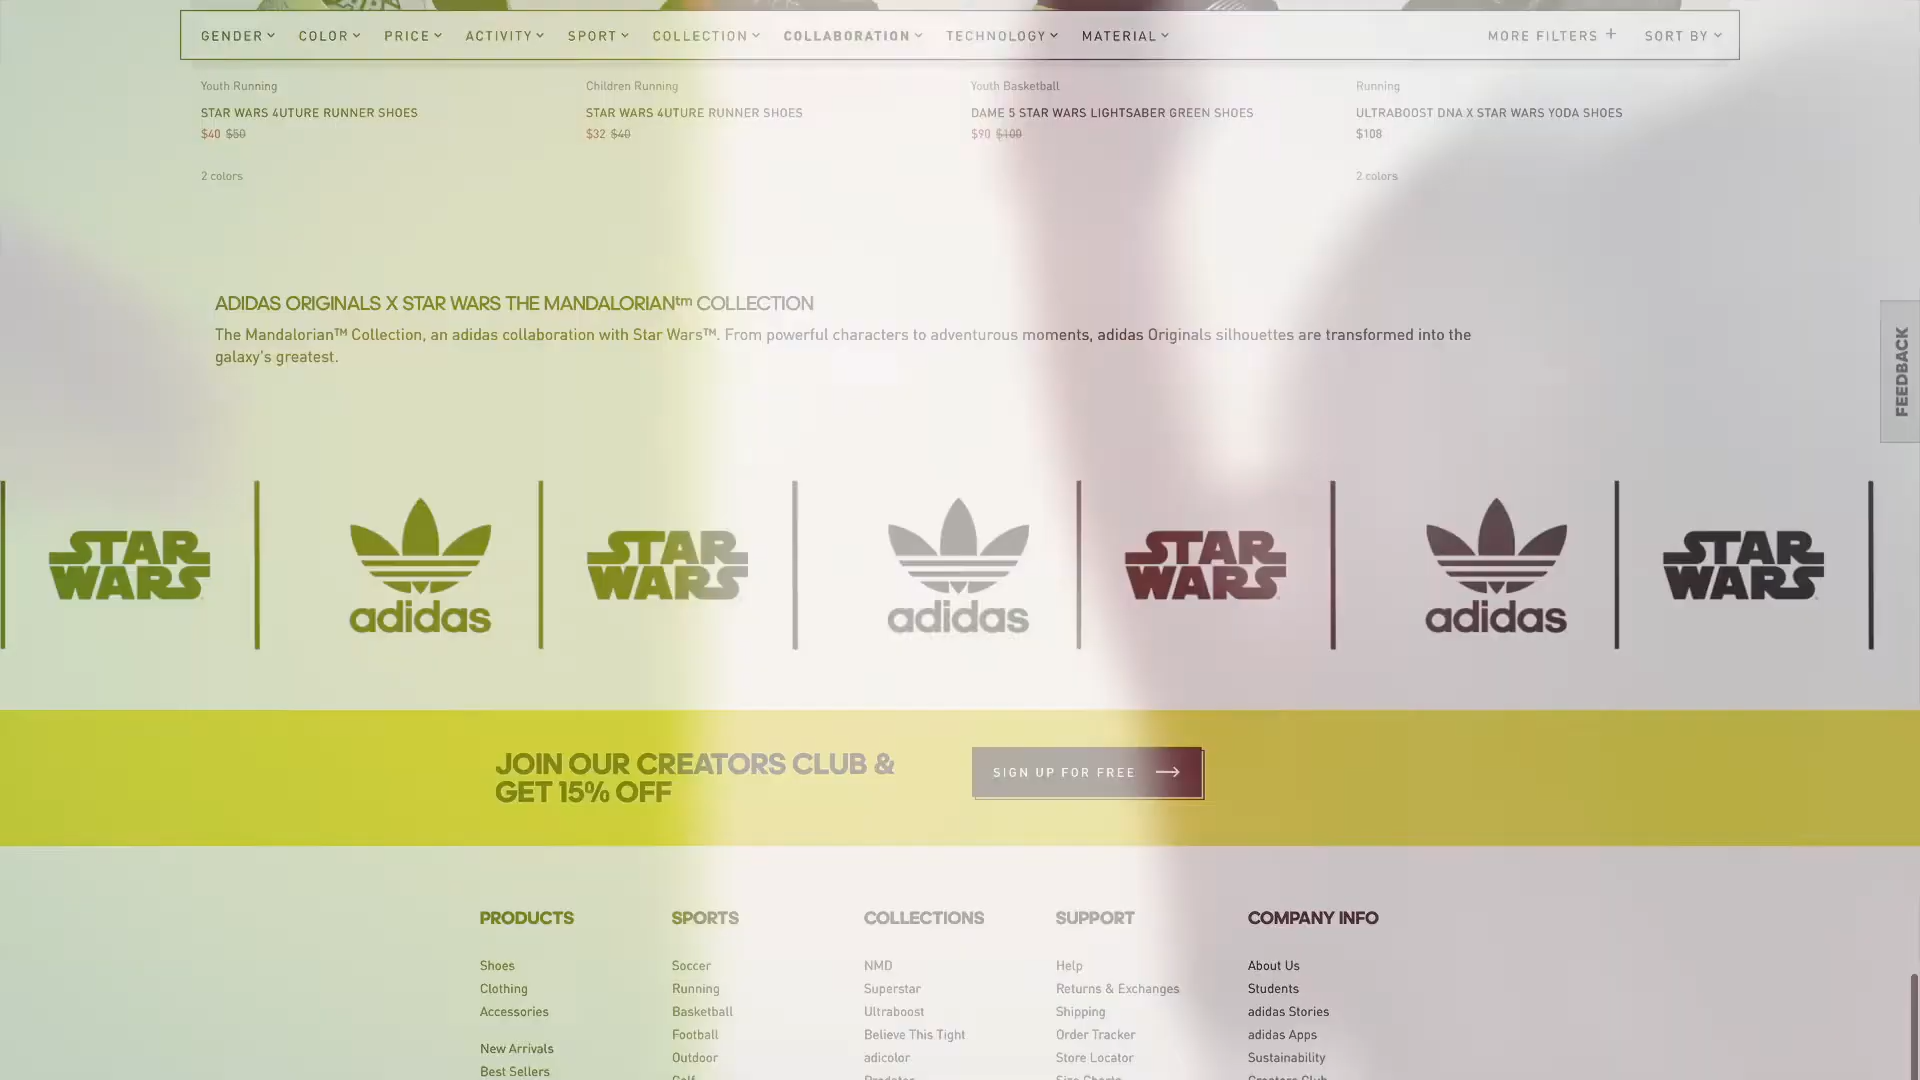 GENDER COLOR PRICE ACTIVITY SPORT COLLECTION COLLABORATION TECHNOLOGY MATERIAL MORE FILTERS + SORT BY
Youth Running Children Running Youth Basketball Running
STAR WARS 4UTURE RUNNER SHOES STAR WARS 4UTURE RUNNER SHOES DAME 5 STAR WARS LIGHTSABER GREEN SHOES ULTRABOOST DNA X STAR WARS YODA SHOES
$40 $50 $32 $40 $90 $100 $108
2 colors 2 colors
ADIDAS ORIGINALS X STAR WARS THE MANDALORIAN™ COLLECTION
The Mandalorian™ Collection, an adidas collaboration with Star Wars™. From powerful characters to adventurous moments, adidas Originals silhouettes are transformed into the
galaxy's greatest.
FEEDBACK
STAR WARS adidas STAR WARS adidas STAR WARS adidas STAR WARS
JOIN OUR CREATORS CLUB &
GET 15% OFF
SIGN UP FOR FREE
PRODUCTS SPORTS COLLECTIONS SUPPORT COMPANY INFO
Shoes Soccer NMD Help About Us
Clothing Running Superstar Returns & Exchanges Students
Accessories Basketball Ultraboost Shipping adidas Stories
Football Believe This Tight Order Tracker adidas Apps
New Arrivals
Outdoor adicolor Store Locator Sustainability
Best Sellers